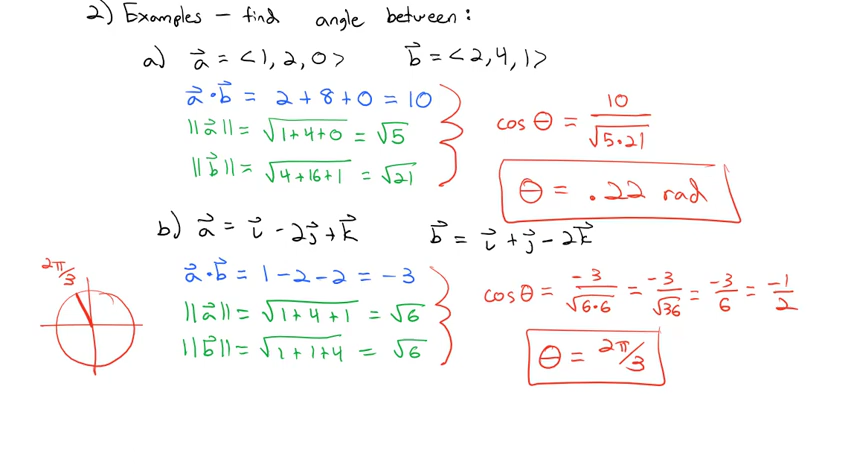 2) Examples – find angle between:
a) a⃗ = <1, 2, 0> b⃗ = <2, 4, 1>
a⃗ · b⃗ = 2 + 8 + 0 = 10
||a⃗|| = √(1+4+0) = √5
||b⃗|| = √(4+16+1) = √21
cos θ = 10/√(5·21)
θ = .22 rad
b) a⃗ = i⃗ - 2j⃗ + k⃗ b⃗ = i⃗ + j⃗ - 2k⃗
a⃗ · b⃗ = 1 - 2 - 2 = -3
||a⃗|| = √(1+4+1) = √6
||b⃗|| = √(1+1+4) = √6
cos θ = -3/√(6·6) = -3/√36 = -3/6 = -1/2
θ = 2π/3
2π/3